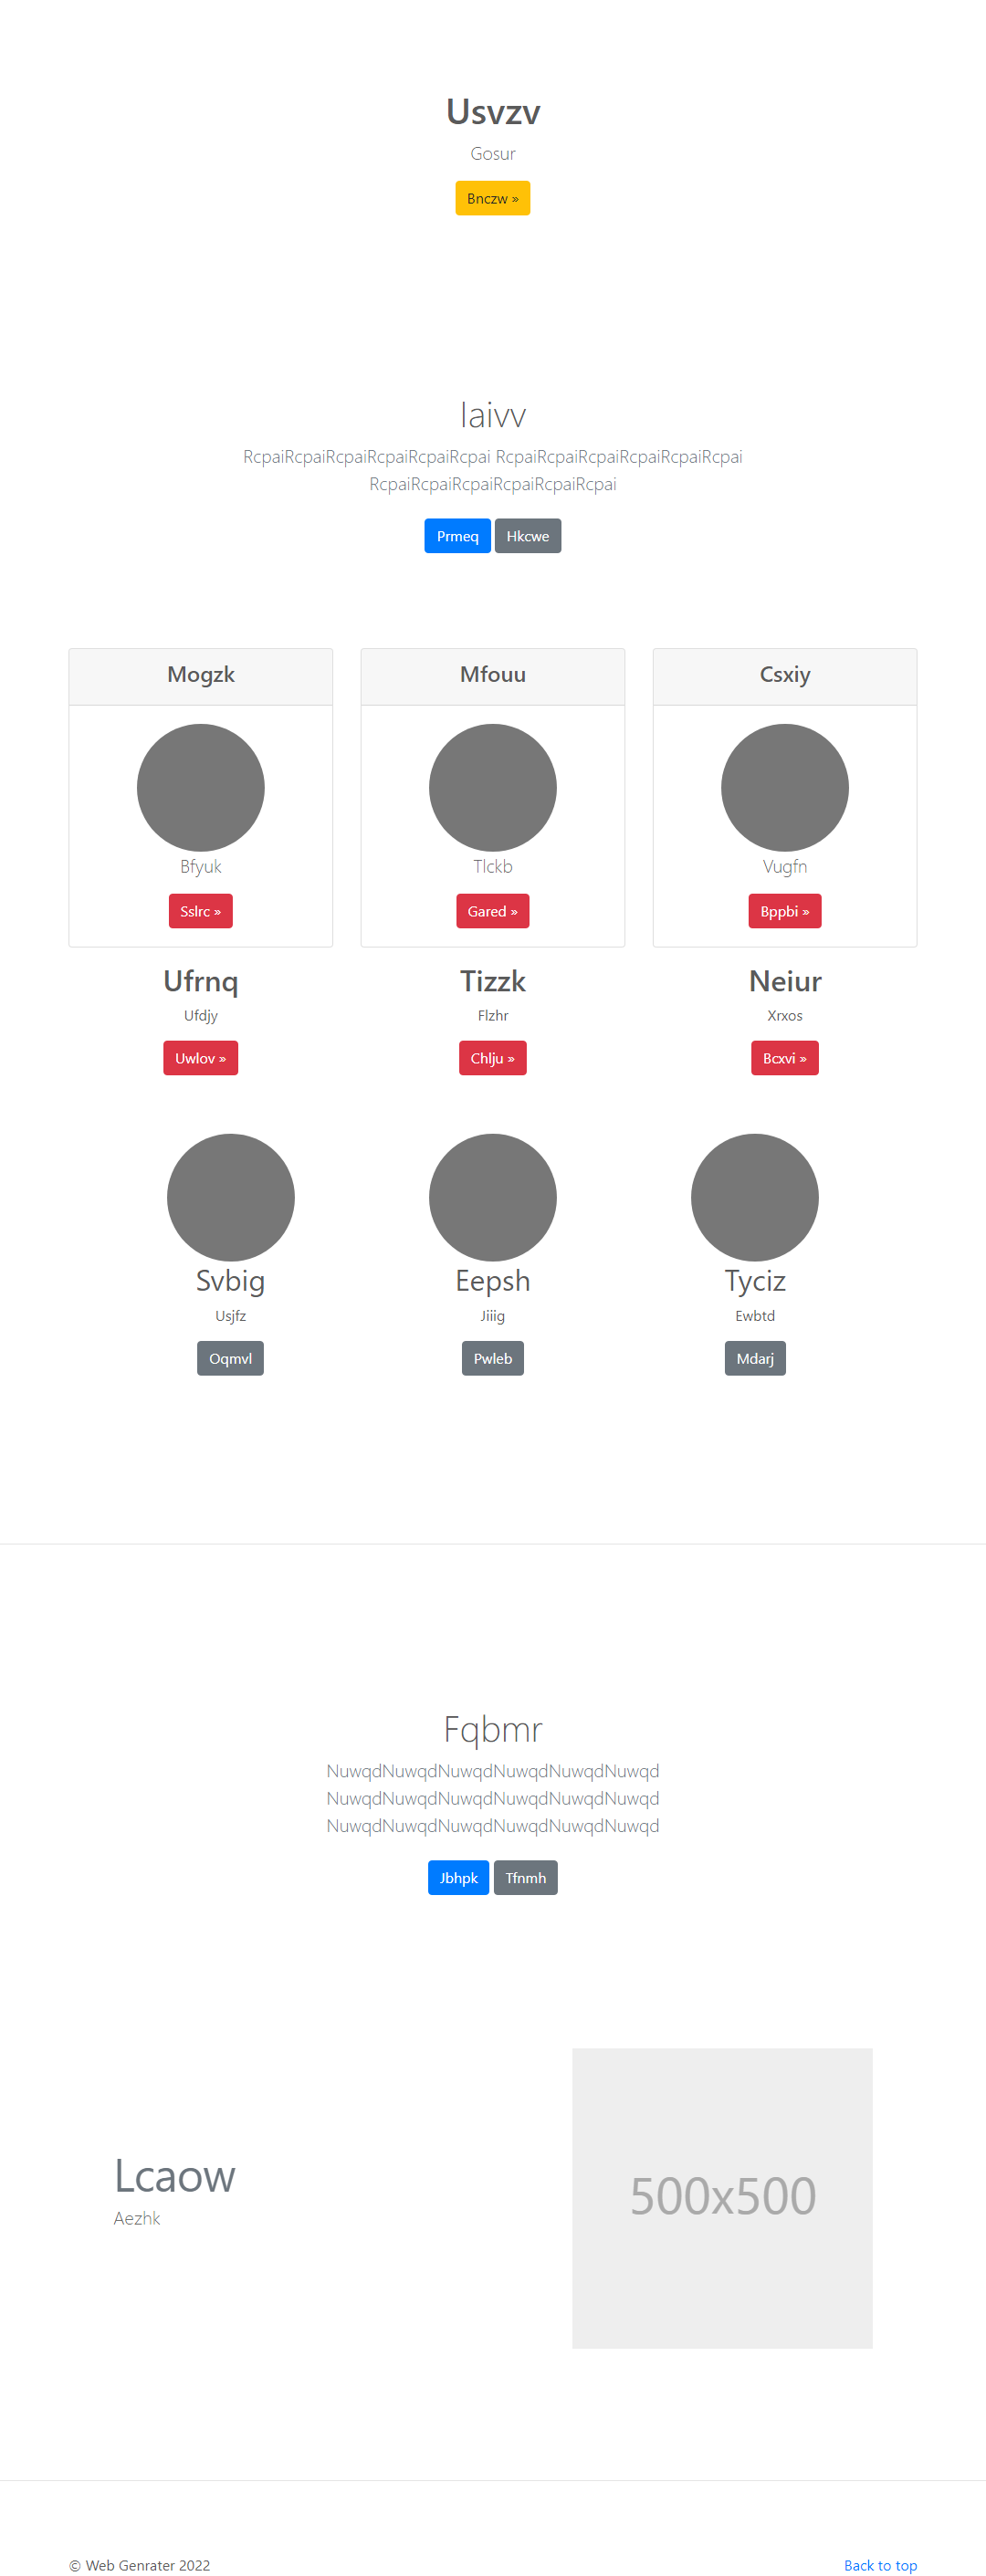 Usvzv
Gosur
Bnczw »
Iaivv
RcpaiRcpaiRcpaiRcpaiRcpaiRcpai RcpaiRcpaiRcpaiRcpaiRcpaiRcpai
RcpaiRcpaiRcpaiRcpaiRcpaiRcpai
Prmeq Hkcwe
Mogzk Mfouu Csxiy
Bfyuk Tlckb Vugfn
Sslrc » Gared » Bppbi »
Ufrnq Tizzk Neiur
Ufdjy Flzhr Xrxos
Uwlov » Chlju » Bcxvi »
Svbig Eepsh Tyciz
Usjfz Jiiig Ewbtd
Oqmvl Pwleb Mdarj
Fqbmr
NuwqdNuwqdNuwqdNuwqdNuwqdNuwqd
NuwqdNuwqdNuwqdNuwqdNuwqdNuwqd
NuwqdNuwqdNuwqdNuwqdNuwqdNuwqd
Jbhpk Tfnmh
Lcaow
Aezhk
500x500
© Web Genrater 2022 Back to top